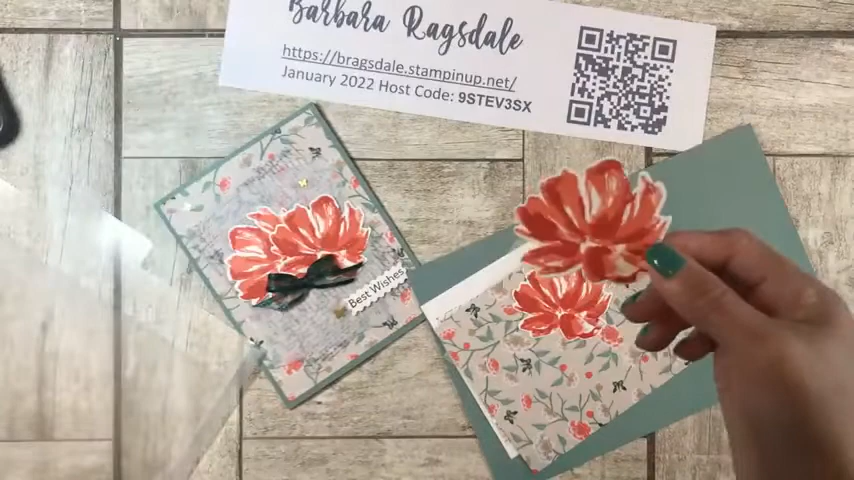 Barbara Ragsdale
https://bragsdale.stampinup.net/
January 2022 Host Code: 9STEV3SX
Best Wishes